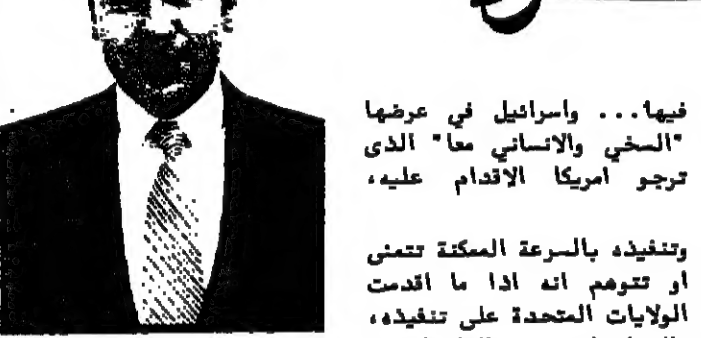 فيها... واسرائيل في عرضها
"السخي والانساني معا" الذى
ترجو امريكا الاقدام عليه،
وتنفيذه بالسرعة الممكنة تتمنى
او تتوهم انه اذا ما اقدمت
الولايات المتحدة على تنفيذه،